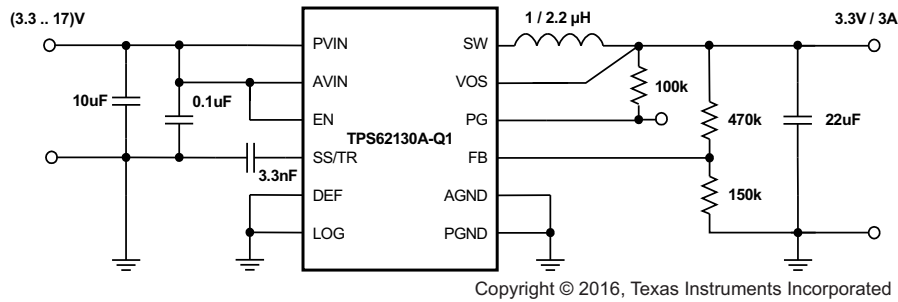 (3.3 .. 17)V
1 / 2.2 µH
3.3V / 3A
PVIN
SW
AVIN
VOS
10uF
0.1uF
100k
EN
PG
470k
22uF
TPS62130A-Q1
SS/TR
FB
3.3nF
DEF
AGND
150k
LOG
PGND
Copyright © 2016, Texas Instruments Incorporated